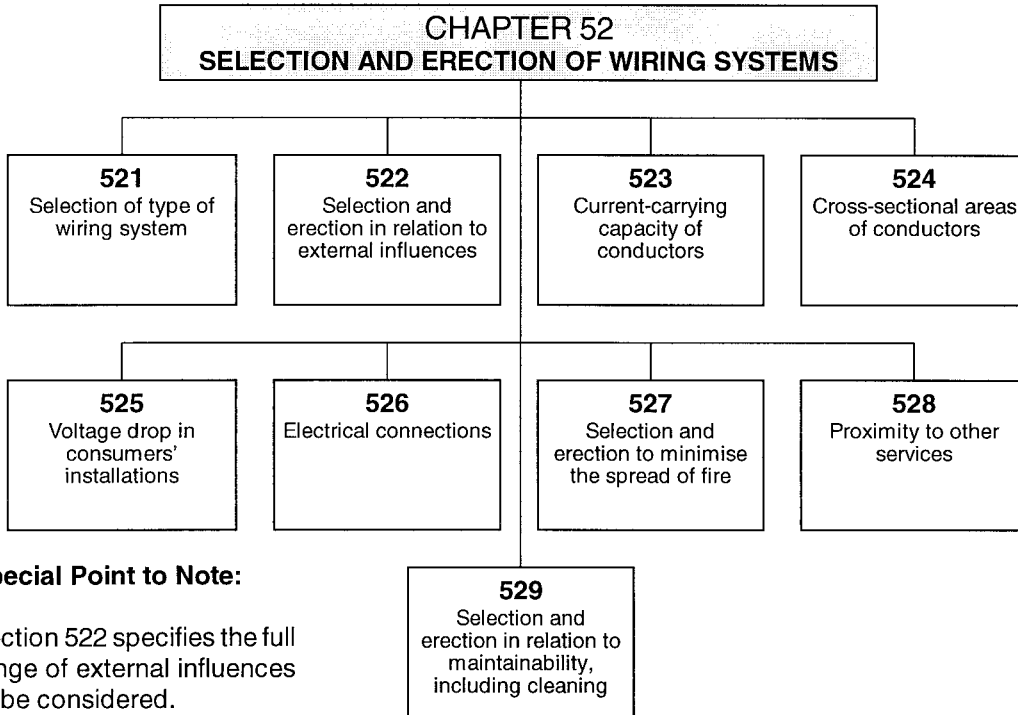 CHAPTER 52
SELECTION AND ERECTION OF WIRING SYSTEMS
521
Selection of type of
wiring system
522
Selection and
erection in relation to
external influences
523
Current-carrying
capacity of
conductors
524
Cross-sectional areas
of conductors
525
Voltage drop in
consumers'
installations
526
Electrical connections
527
Selection and
erection to minimise
the spread of fire
528
Proximity to other
services
529
Selection and
erection in relation to
maintainability,
including cleaning
pecial Point to Note:
ction 522 specifies the full
nge of external influences
be considered.